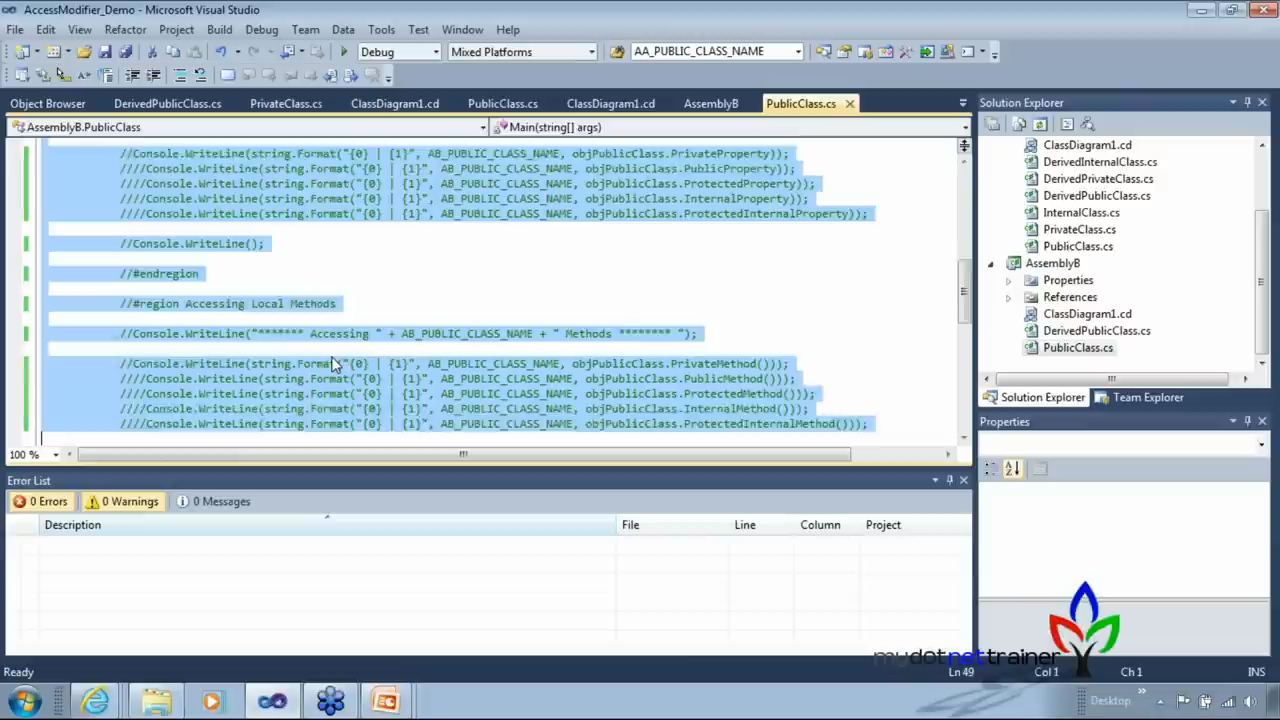 AccessModifier_Demo - Microsoft Visual Studio
File Edit View Refactor Project Build Debug Team Data Tools Test Window Help
Debug Mixed Platforms AA_PUBLIC_CLASS_NAME
Object Browser DerivedPublicClass.cs PrivateClass.cs ClassDiagram1.cd PublicClass.cs ClassDiagram1.cd AssemblyB PublicClass.cs
AssemblyB.PublicClass Main(string[] args)
//Console.WriteLine(string.Format("{0} | {1}", AB_PUBLIC_CLASS_NAME, objPublicClass.PrivateProperty));
////Console.WriteLine(string.Format("{0} | {1}", AB_PUBLIC_CLASS_NAME, objPublicClass.PublicProperty));
////Console.WriteLine(string.Format("{0} | {1}", AB_PUBLIC_CLASS_NAME, objPublicClass.ProtectedProperty));
////Console.WriteLine(string.Format("{0} | {1}", AB_PUBLIC_CLASS_NAME, objPublicClass.InternalProperty));
////Console.WriteLine(string.Format("{0} | {1}", AB_PUBLIC_CLASS_NAME, objPublicClass.ProtectedInternalProperty));
//Console.WriteLine();
//#endregion
//#region Accessing Local Methods
//Console.WriteLine("******* Accessing " + AB_PUBLIC_CLASS_NAME + " Methods ******** ");
//Console.WriteLine(string.Format("{0} | {1}", AB_PUBLIC_CLASS_NAME, objPublicClass.PrivateMethod()));
////Console.WriteLine(string.Format("{0} | {1}", AB_PUBLIC_CLASS_NAME, objPublicClass.PublicMethod()));
////Console.WriteLine(string.Format("{0} | {1}", AB_PUBLIC_CLASS_NAME, objPublicClass.ProtectedMethod()));
////Console.WriteLine(string.Format("{0} | {1}", AB_PUBLIC_CLASS_NAME, objPublicClass.InternalMethod()));
////Console.WriteLine(string.Format("{0} | {1}", AB_PUBLIC_CLASS_NAME, objPublicClass.ProtectedInternalMethod()));
100 %
Solution Explorer
ClassDiagram1.cd
DerivedInternalClass.cs
DerivedPrivateClass.cs
DerivedPublicClass.cs
InternalClass.cs
PrivateClass.cs
PublicClass.cs
AssemblyB
Properties
References
ClassDiagram1.cd
DerivedPublicClass.cs
PublicClass.cs
Solution Explorer Team Explorer
Properties
Error List
0 Errors 0 Warnings 0 Messages
Description File Line Column Project
mydotnettrainer
Ready Ln 49 Col 1 Ch 1 INS
Desktop